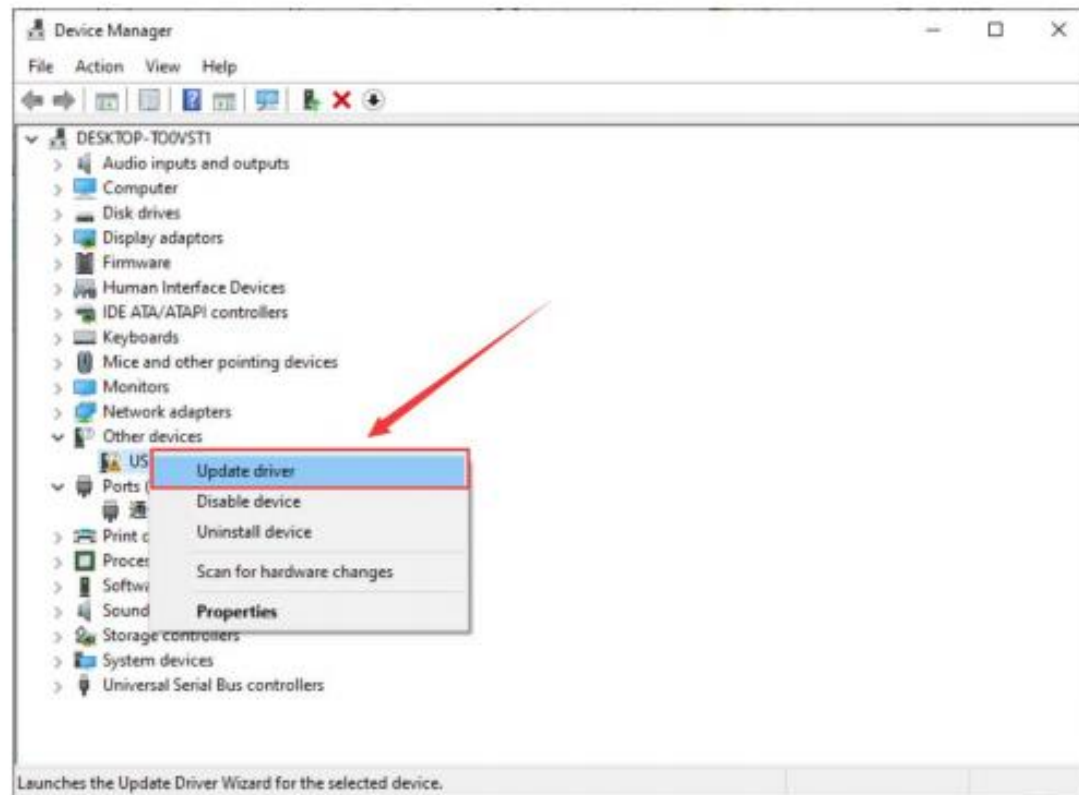 Device Manager
File Action View Help
DESKTOP-TO0VST1
Audio inputs and outputs
Computer
Disk drives
Display adaptors
Firmware
Human Interface Devices
IDE ATA/ATAPI controllers
Keyboards
Mice and other pointing devices
Monitors
Network adapters
Other devices
US
Update driver
Ports (
Disable device
通
Uninstall device
Print c
Proces
Scan for hardware changes
Softwa
Sound
Properties
Storage controllers
System devices
Universal Serial Bus controllers
Launches the Update Driver Wizard for the selected device.